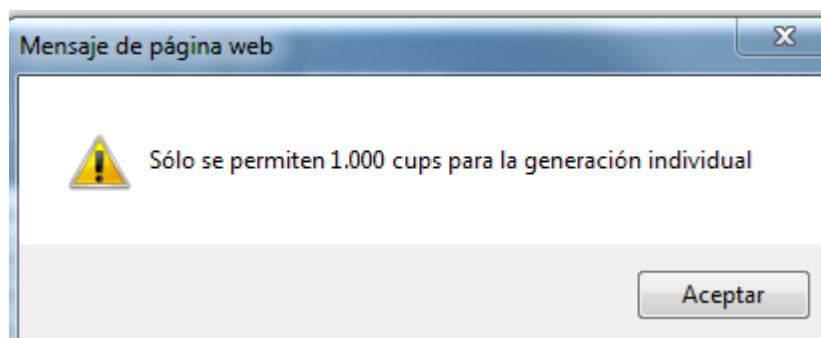 Mensaje de página web
Sólo se permiten 1.000 cups para la generación individual
Aceptar